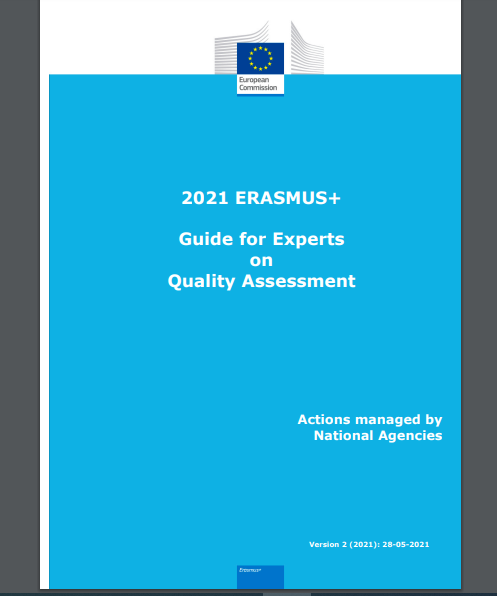 European
Commission
2021 ERASMUS+
Guide for Experts
on
Quality Assessment
Actions managed by
National Agencies
Version 2 (2021): 28-05-2021
Erasmus+